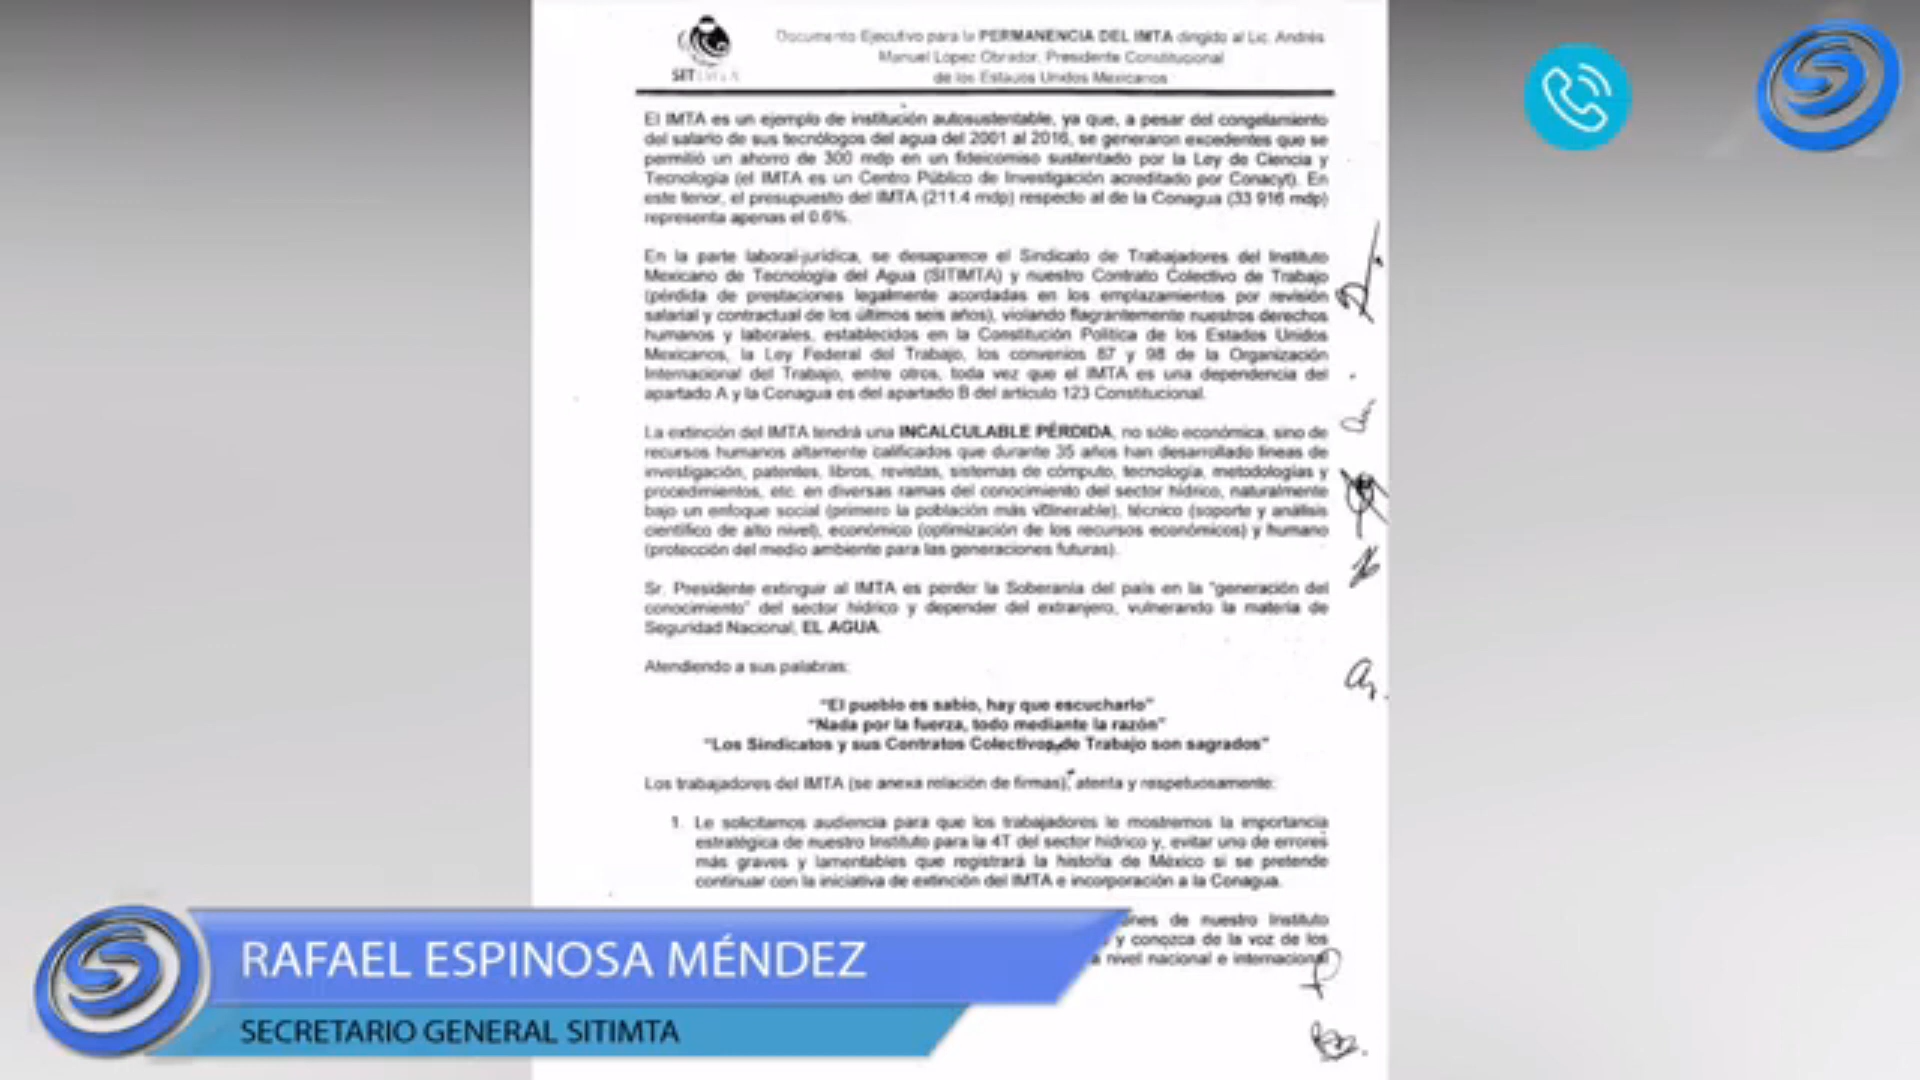 Documento Ejecutivo para la PERMANENCIA DEL IMTA dirigido al Lic. Andrés
Manuel López Obrador, Presidente Constitucional
de los Estados Unidos Mexicanos
SITIMTA
El IMTA es un ejemplo de institución autosustentable, ya que, a pesar del congelamiento
del salario de sus tecnólogos del agua del 2001 al 2016, se generaron excedentes que se
permitió un ahorro de 300 mdp en un fideicomiso sustentado por la Ley de Ciencia y
Tecnología (el IMTA es un Centro Público de Investigación acreditado por Conacyt). En
este tenor, el presupuesto del IMTA (211.4 mdp) respecto al de la Conagua (33 916 mdp)
representa apenas el 0.6%.
En la parte laboral-jurídica, se desaparece el Sindicato de Trabajadores del Instituto
Mexicano de Tecnología del Agua (SITIMTA) y nuestro Contrato Colectivo de Trabajo
(pérdida de prestaciones legalmente acordadas en los emplazamientos por revisión
salarial y contractual de los últimos seis años), violando flagrantemente nuestros derechos
humanos y laborales, establecidos en la Constitución Política de los Estados Unidos
Mexicanos, la Ley Federal del Trabajo, los convenios 87 y 98 de la Organización
Internacional del Trabajo, entre otros, toda vez que el IMTA es una dependencia del
apartado A y la Conagua es del apartado B del artículo 123 Constitucional.
La extinción del IMTA tendrá una INCALCULABLE PÉRDIDA, no sólo económica, sino de
recursos humanos altamente calificados que durante 35 años han desarrollado líneas de
investigación, patentes, libros, revistas, sistemas de cómputo, tecnología, metodologías y
procedimientos, etc. en diversas ramas del conocimiento del sector hídrico, naturalmente
bajo un enfoque social (primero la población más vulnerable), técnico (soporte y análisis
científico de alto nivel), económico (optimización de los recursos económicos) y humano
(protección del medio ambiente para las generaciones futuras).
Sr. Presidente extinguir al IMTA es perder la Soberanía del país en la "generación del
conocimiento" del sector hídrico y depender del extranjero, vulnerando la materia de
Seguridad Nacional, EL AGUA.
Atendiendo a sus palabras:
"El pueblo es sabio, hay que escucharlo"
"Nada por la fuerza, todo mediante la razón"
"Los Sindicatos y sus Contratos Colectivos de Trabajo son sagrados"
Los trabajadores del IMTA (se anexa relación de firmas), atenta y respetuosamente:
1. Le solicitamos audiencia para que los trabajadores le mostremos la importancia
estratégica de nuestro Instituto para la 4T del sector hídrico y, evitar uno de errores
más graves y lamentables que registrará la historia de México si se pretende
continuar con la iniciativa de extinción del IMTA e incorporación a la Conagua.
de nuestro Instituto
y conozca de la voz de los
nivel nacional e internacional
RAFAEL ESPINOSA MÉNDEZ
SECRETARIO GENERAL SITIMTA